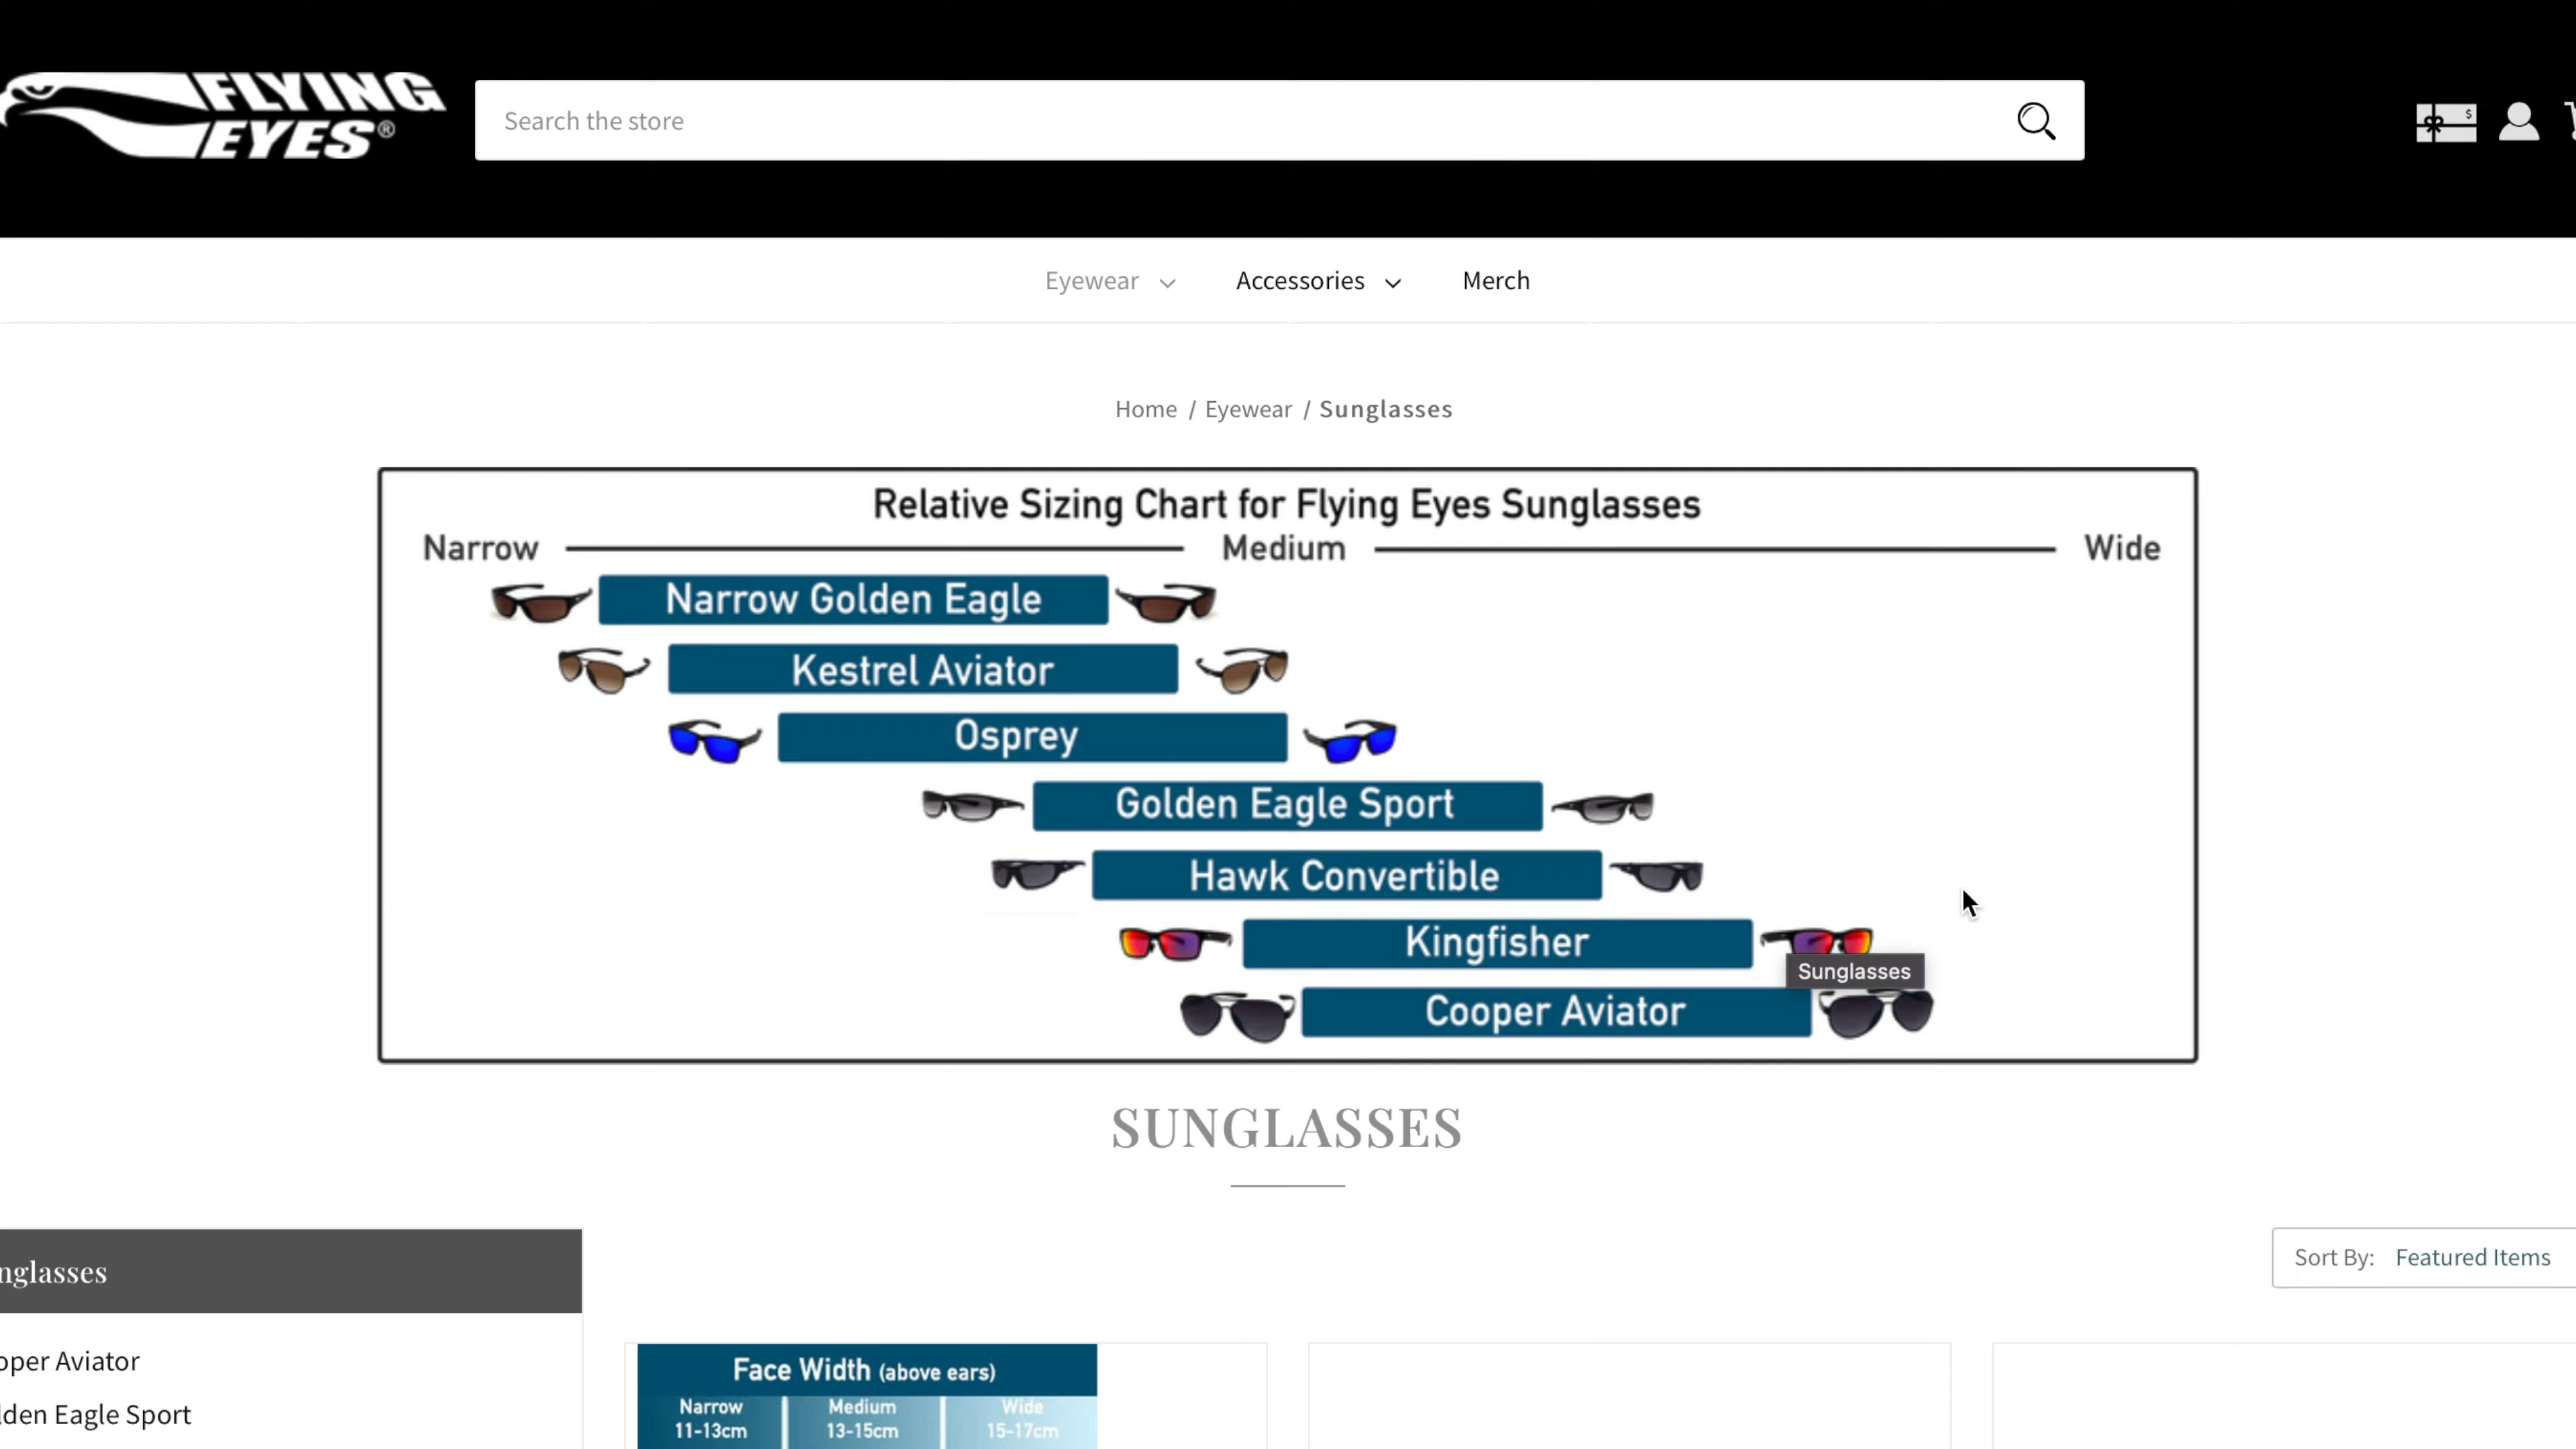 FLYING
EYES®
Search the store
$
Eyewear
Accessories
Merch
Home / Eyewear / Sunglasses
Relative Sizing Chart for Flying Eyes Sunglasses
Narrow Medium Wide
Narrow Golden Eagle
Kestrel Aviator
Osprey
Golden Eagle Sport
Hawk Convertible
Kingfisher
Sunglasses
Cooper Aviator
SUNGLASSES
nglasses
Sort By: Featured Items
oper Aviator
lden Eagle Sport
Face Width (above ears)
Narrow Medium Wide
11-13cm 13-15cm 15-17cm